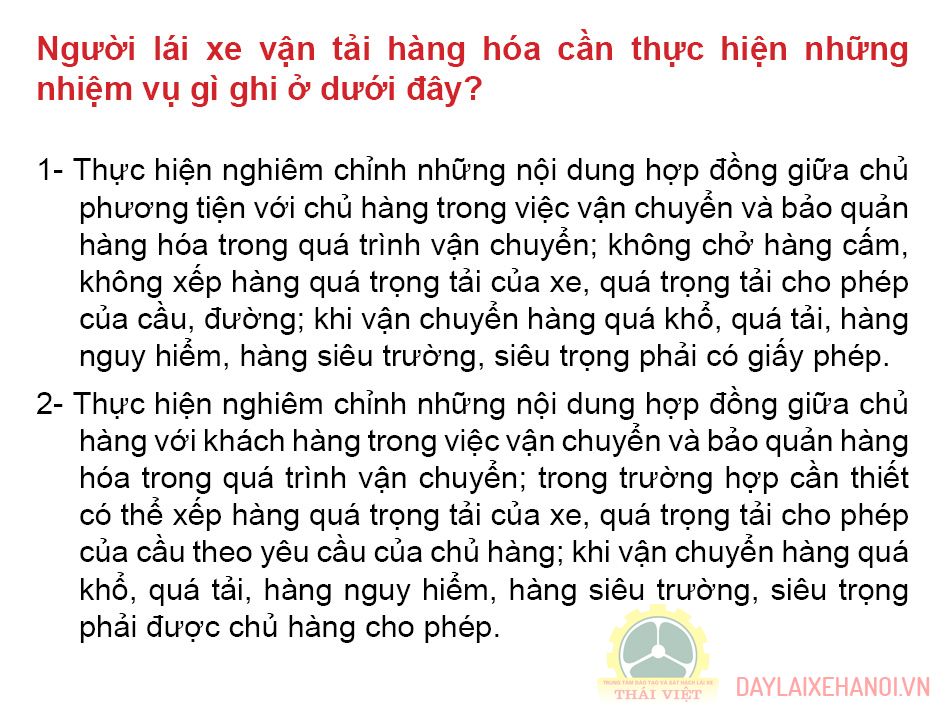 Người lái xe vận tải hàng hóa cần thực hiện những
nhiệm vụ gì ghi ở dưới đây?
1- Thực hiện nghiêm chỉnh những nội dung hợp đồng giữa chủ
phương tiện với chủ hàng trong việc vận chuyển và bảo quản
hàng hóa trong quá trình vận chuyển; không chở hàng cấm,
không xếp hàng quá trọng tải của xe, quá trọng tải cho phép
của cầu, đường; khi vận chuyển hàng quá khổ, quá tải, hàng
nguy hiểm, hàng siêu trường, siêu trọng phải có giấy phép.
2- Thực hiện nghiêm chỉnh những nội dung hợp đồng giữa chủ
hàng với khách hàng trong việc vận chuyển và bảo quản hàng
hóa trong quá trình vận chuyển; trong trường hợp cần thiết
có thể xếp hàng quá trọng tải của xe, quá trọng tải cho phép
của cầu theo yêu cầu của chủ hàng; khi vận chuyển hàng quá
khổ, quá tải, hàng nguy hiểm, hàng siêu trường, siêu trọng
phải được chủ hàng cho phép.
TRUNG TÂM ĐÀO TẠO VÀ SÁT HẠCH LÁI XE
THÁI VIỆT
DAYLAIXEHANOI.VN